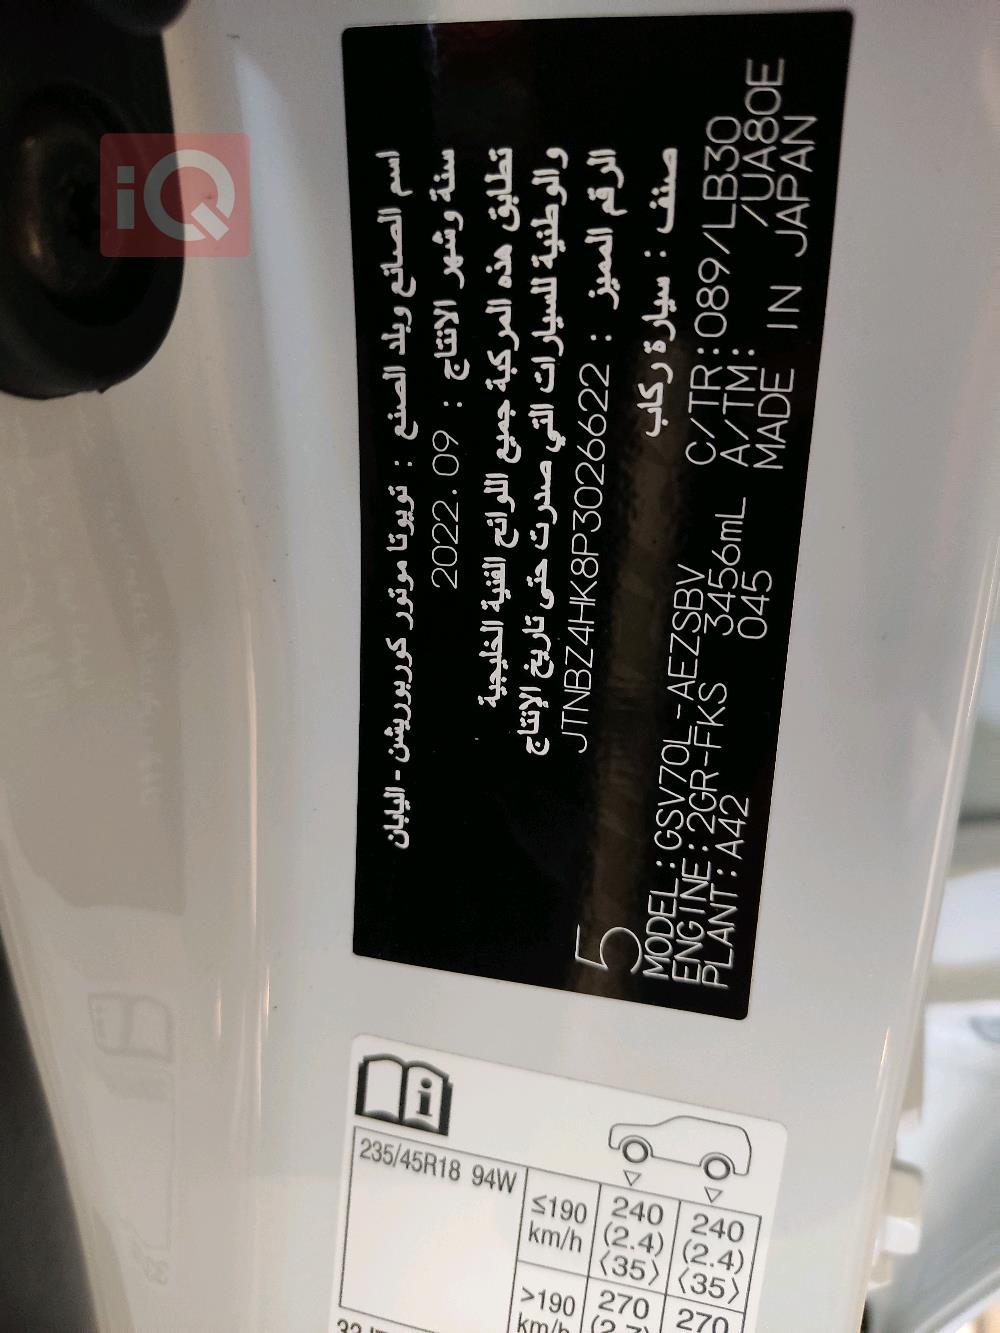 iQ
اسم الصانع وبلد الصنع : تويوتا موتور كوربوريشن - اليابان
سنة وشهر الانتاج : 2022.09
تطابق هذه المركبة جميع اللوائح الفنية الخليجية
والوطنية للسيارات التي صدرت حتى تاريخ الإنتاج
الرقم المميز : JTNBZ4HK8P3026622
صنف : سيارة ركاب
5
MODEL:GSV70L-AEZSBV
ENGINE:2GR-FKS 3456mL
PLANT:A42 045
C/TR:089/LB30
A/TM: /UA80E
MADE IN JAPAN
i
235/45R18 94W
≤190 km/h 240 (2.4) ⟨35⟩ 240 (2.4) ⟨35⟩
>190 km/h 270 270